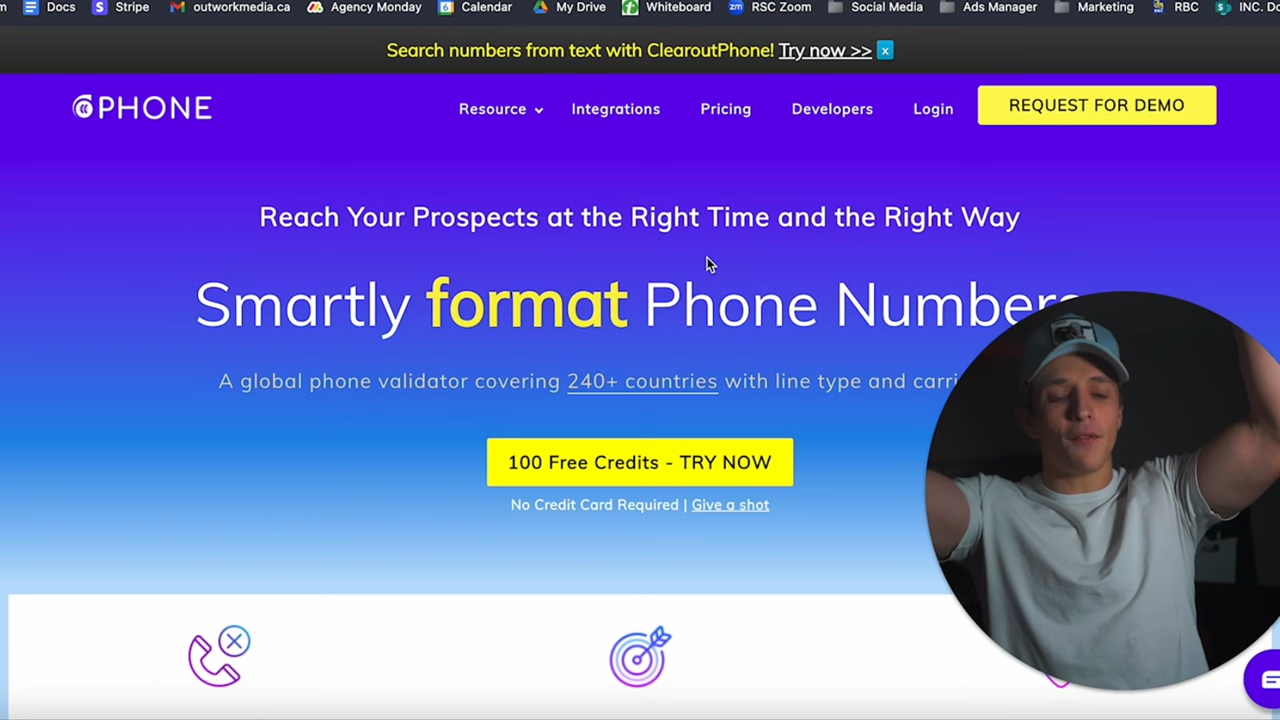 Docs Stripe outworkmedia.ca Agency Monday Calendar My Drive Whiteboard RSC Zoom Social Media Ads Manager Marketing RBC INC.
Search numbers from text with ClearoutPhone! Try now >> x
PHONE Resource Integrations Pricing Developers Login REQUEST FOR DEMO
Reach Your Prospects at the Right Time and the Right Way
Smartly format Phone Numbers
A global phone validator covering 240+ countries with line type and
100 Free Credits - TRY NOW
No Credit Card Required | Give a shot